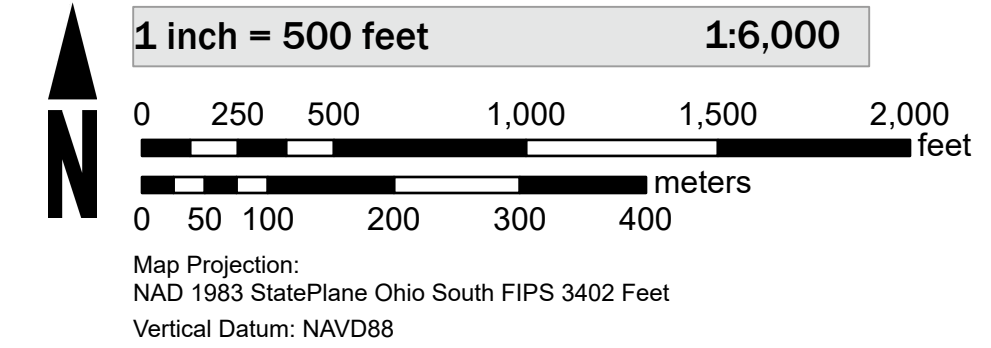 1 inch = 500 feet 1:6,000
0 250 500 1,000 1,500 2,000
feet
N
meters
0 50 100 200 300 400
Map Projection:
NAD 1983 StatePlane Ohio South FIPS 3402 Feet
Vertical Datum: NAVD88